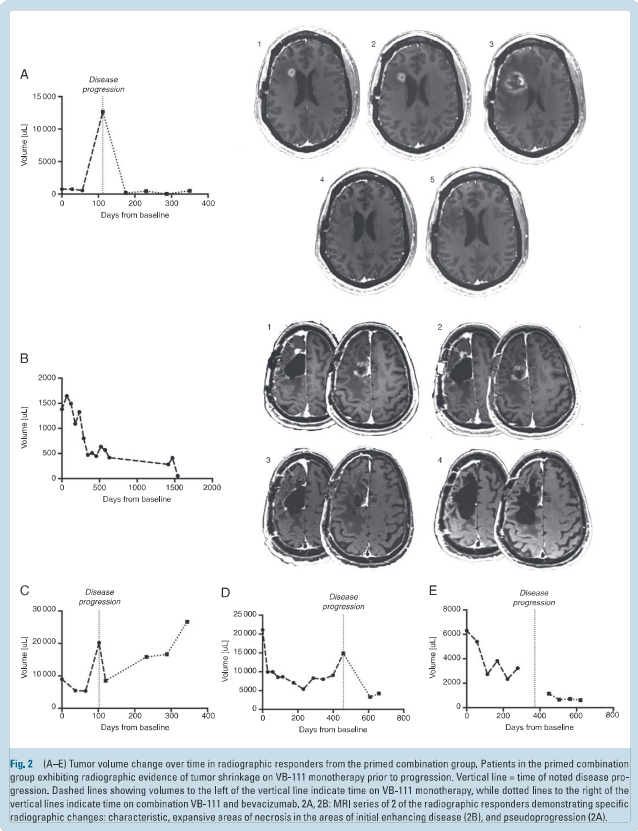 A
Disease
progression
15 000
10 000
5000
0
Volume [uL]
0 100 200 300 400
Days from baseline
1 2 3
4 5
B
2000
1500
1000
500
0
Volume [uL]
0 500 1000 1500 2000
Days from baseline
1 2
3 4
C
Disease
progression
30 000
20 000
10 000
0
Volume [uL]
0 100 200 300 400
Days from baseline
D
Disease
progression
25 000
20 000
15 000
10 000
5000
0
Volume [uL]
0 200 400 600 800
Days from baseline
E
Disease
progression
8000
6000
4000
2000
0
Volume [uL]
0 200 400 600 800
Days from baseline
Fig. 2 (A–E) Tumor volume change over time in radiographic responders from the primed combination group. Patients in the primed combination
group exhibiting radiographic evidence of tumor shrinkage on VB-111 monotherapy prior to progression. Vertical line = time of noted disease pro-
gression. Dashed lines showing volumes to the left of the vertical line indicate time on VB-111 monotherapy, while dotted lines to the right of the
vertical lines indicate time on combination VB-111 and bevacizumab. 2A, 2B: MRI series of 2 of the radiographic responders demonstrating specific
radiographic changes: characteristic, expansive areas of necrosis in the areas of initial enhancing disease (2B), and pseudoprogression (2A).